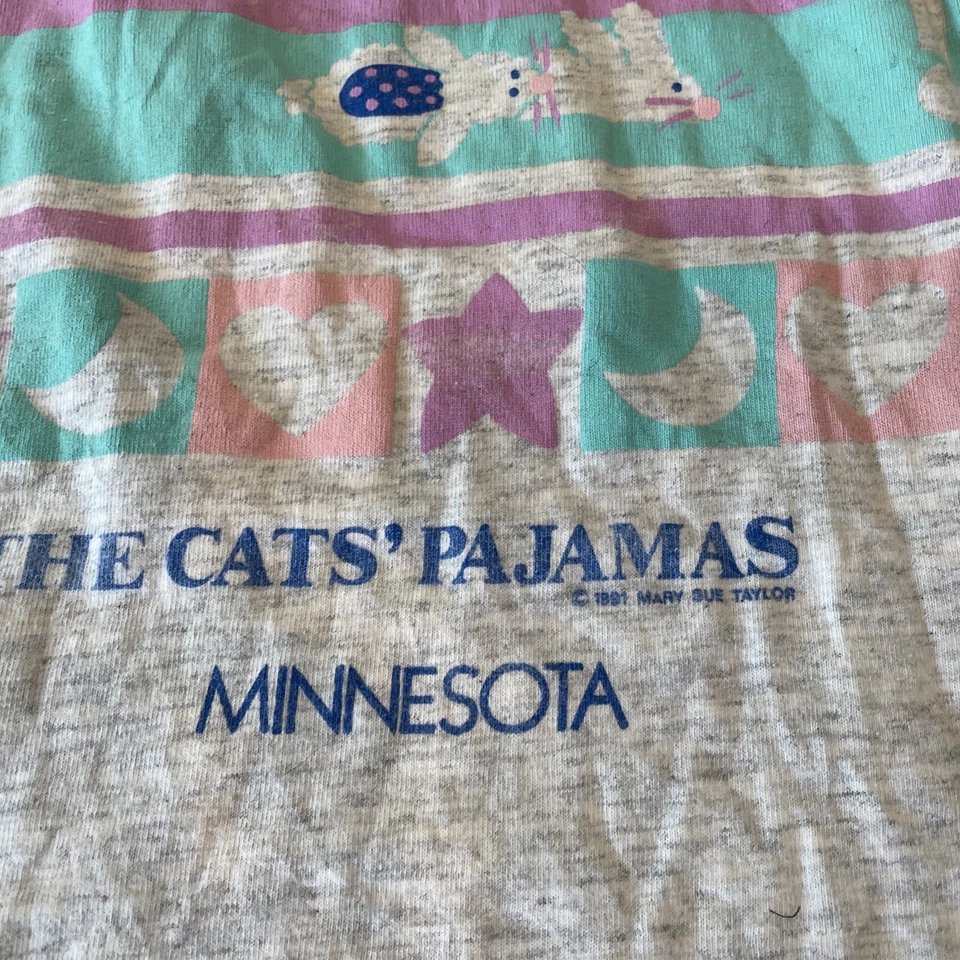 THE CATS' PAJAMAS
© 1991 MARY SUE TAYLOR
MINNESOTA